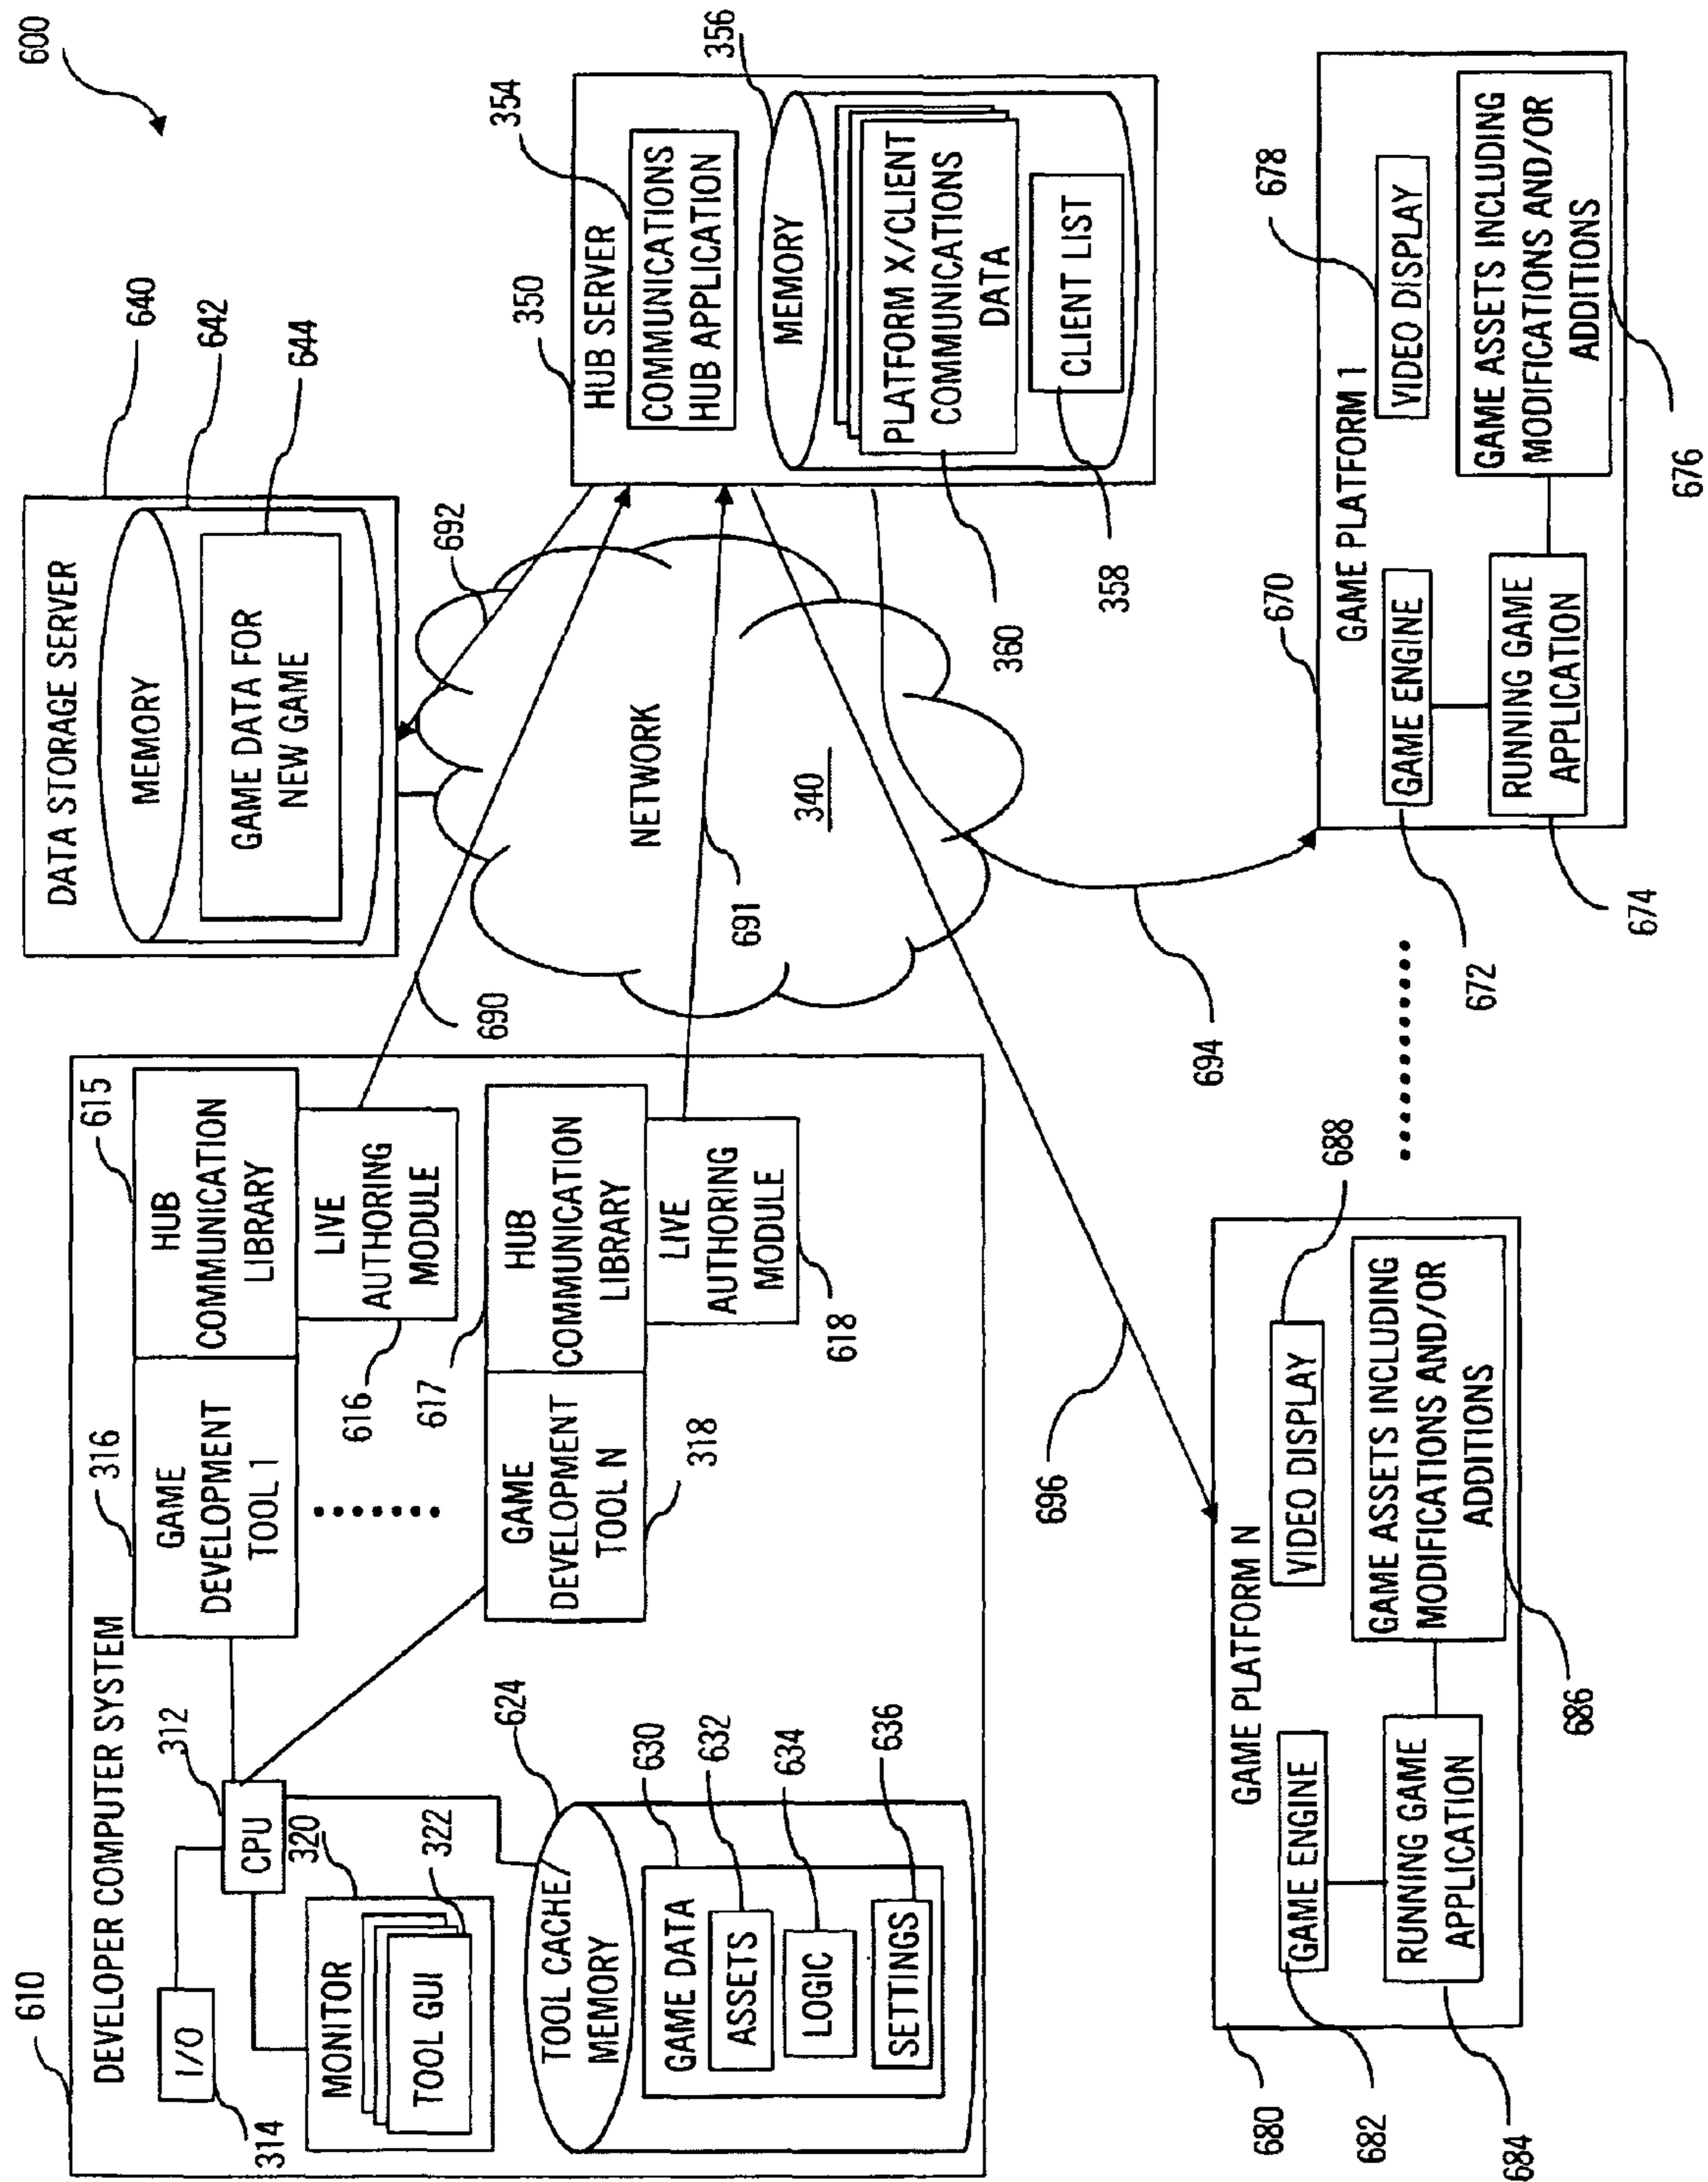 600
610
DEVELOPER COMPUTER SYSTEM
I/O
314
312
CPU
320
MONITOR
322
TOOL GUI
624
TOOL CACHE/
MEMORY
630
GAME DATA
632
ASSETS
634
LOGIC
636
SETTINGS
316
GAME
DEVELOPMENT
TOOL 1
615
HUB
COMMUNICATION
LIBRARY
LIVE
AUTHORING
MODULE
616
617
GAME
DEVELOPMENT
TOOL N
318
HUB
COMMUNICATION
LIBRARY
LIVE
AUTHORING
MODULE
618
DATA STORAGE SERVER
640
MEMORY
642
GAME DATA FOR
NEW GAME
644
690
692
691
NETWORK
340
350
HUB SERVER
354
COMMUNICATIONS
HUB APPLICATION
356
MEMORY
PLATFORM X/CLIENT
COMMUNICATIONS
DATA
360
CLIENT LIST
358
694
696
680
GAME PLATFORM N
688
GAME ENGINE
682
VIDEO DISPLAY
RUNNING GAME
APPLICATION
684
GAME ASSETS INCLUDING
MODIFICATIONS AND/OR
ADDITIONS
686
670
GAME PLATFORM 1
678
GAME ENGINE
672
VIDEO DISPLAY
RUNNING GAME
APPLICATION
674
GAME ASSETS INCLUDING
MODIFICATIONS AND/OR
ADDITIONS
676